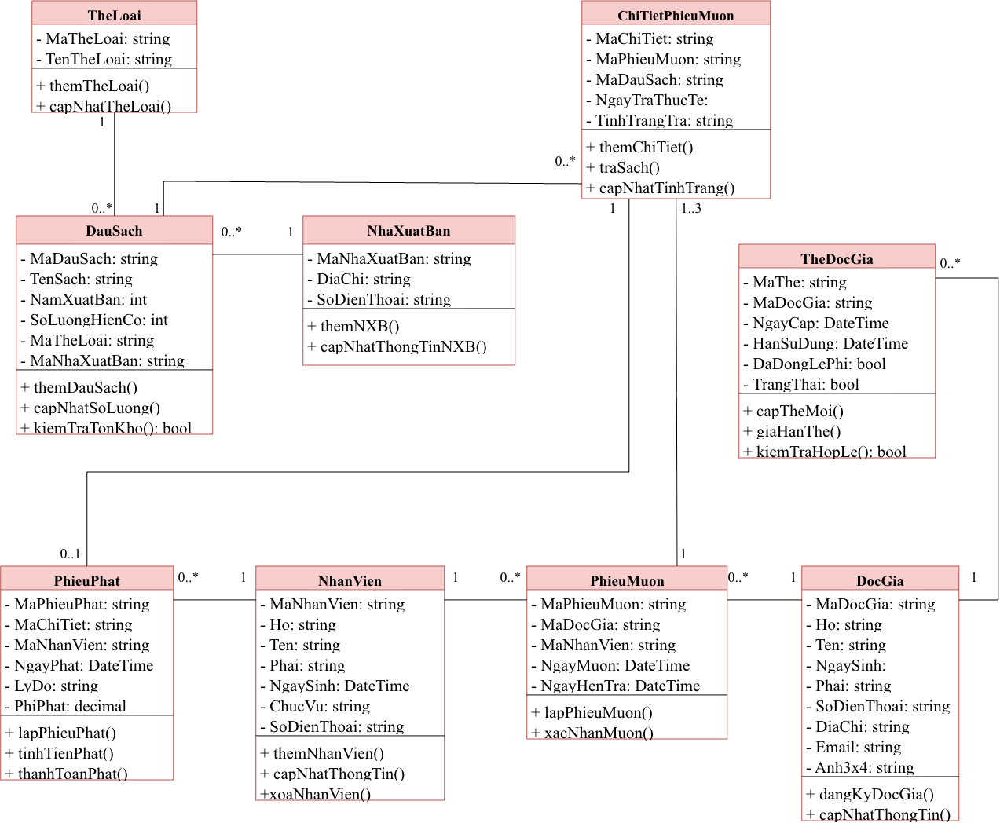 TheLoai
- MaTheLoai: string
- TenTheLoai: string
+ themTheLoai()
+ capNhatTheLoai()
1
0..*
ChiTietPhieuMuon
- MaChiTiet: string
- MaPhieuMuon: string
- MaDauSach: string
- NgayTraThucTe:
- TinhTrangTra: string
+ themChiTiet()
+ traSach()
+ capNhatTinhTrang()
0..*
1
1
1..3
DauSach
- MaDauSach: string
- TenSach: string
- NamXuatBan: int
- SoLuongHienCo: int
- MaTheLoai: string
- MaNhaXuatBan: string
+ themDauSach()
+ capNhatSoLuong()
+ kiemTraTonKho(): bool
0..*
1
NhaXuatBan
- MaNhaXuatBan: string
- DiaChi: string
- SoDienThoai: string
+ themNXB()
+ capNhatThongTinNXB()
TheDocGia
- MaThe: string
- MaDocGia: string
- NgayCap: DateTime
- HanSuDung: DateTime
- DaDongLePhi: bool
- TrangThai: bool
+ capTheMoi()
+ giaHanThe()
+ kiemTraHopLe(): bool
0..*
0..1
1
PhieuPhat
- MaPhieuPhat: string
- MaChiTiet: string
- MaNhanVien: string
- NgayPhat: DateTime
- LyDo: string
- PhiPhat: decimal
+ lapPhieuPhat()
+ tinhTienPhat()
+ thanhToanPhat()
0..*
1
NhanVien
- MaNhanVien: string
- Ho: string
- Ten: string
- Phai: string
- NgaySinh: DateTime
- ChucVu: string
- SoDienThoai: string
+ themNhanVien()
+ capNhatThongTin()
+xoaNhanVien()
1
0..*
PhieuMuon
- MaPhieuMuon: string
- MaDocGia: string
- MaNhanVien: string
- NgayMuon: DateTime
- NgayHenTra: DateTime
+ lapPhieuMuon()
+ xacNhanMuon()
0..*
1
DocGia
- MaDocGia: string
- Ho: string
- Ten: string
- NgaySinh:
- Phai: string
- SoDienThoai: string
- DiaChi: string
- Email: string
- Anh3x4: string
+ dangKyDocGia()
+ capNhatThongTin()
1